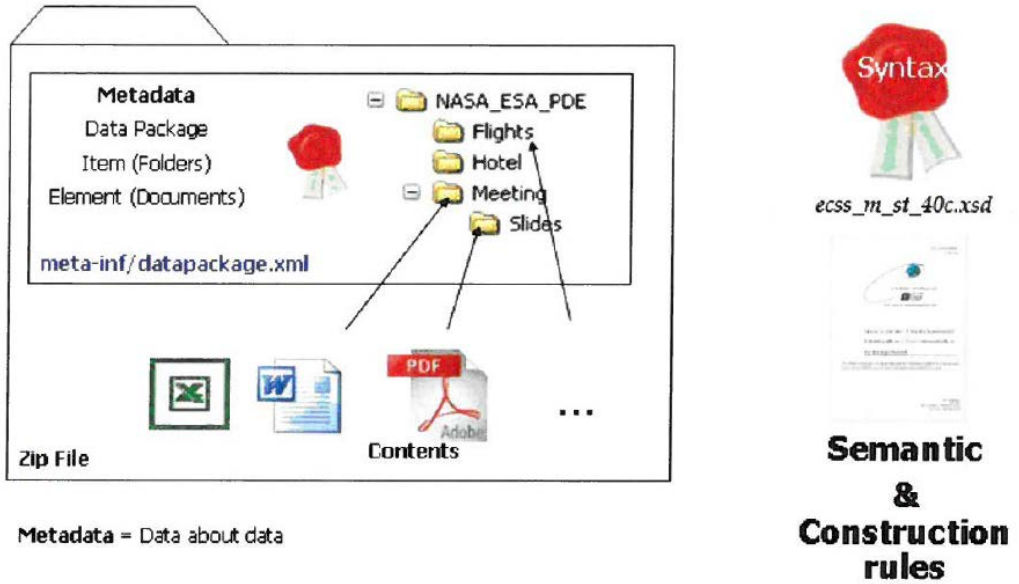 Metadata
Data Package
Item (Folders)
Element (Documents)
meta-inf/datapackage.xml
NASA_ESA_PDE
Flights
Hotel
Meeting
Slides
W
PDF
Adobe
...
Contents
Zip File
Metadata = Data about data
Syntax
ecss_m_st_40c.xsd
Semantic
&
Construction
rules